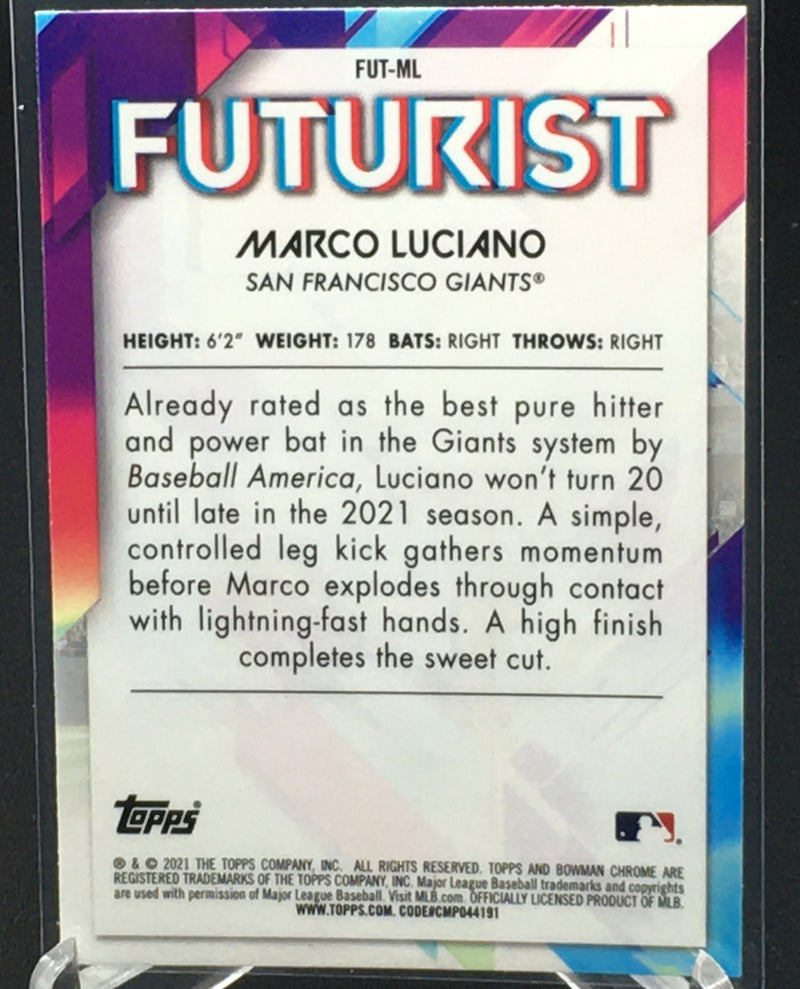 FUT-ML
FUTURIST
MARCO LUCIANO
SAN FRANCISCO GIANTS®
HEIGHT: 6'2" WEIGHT: 178 BATS: RIGHT THROWS: RIGHT
Already rated as the best pure hitter
and power bat in the Giants system by
Baseball America, Luciano won't turn 20
until late in the 2021 season. A simple,
controlled leg kick gathers momentum
before Marco explodes through contact
with lightning-fast hands. A high finish
completes the sweet cut.
topps®
® & © 2021 THE TOPPS COMPANY, INC. ALL RIGHTS RESERVED. TOPPS AND BOWMAN CHROME ARE
REGISTERED TRADEMARKS OF THE TOPPS COMPANY, INC. Major League Baseball trademarks and copyrights
are used with permission of Major League Baseball. Visit MLB.com. OFFICIALLY LICENSED PRODUCT OF MLB.
WWW.TOPPS.COM. CODE#CMP044191